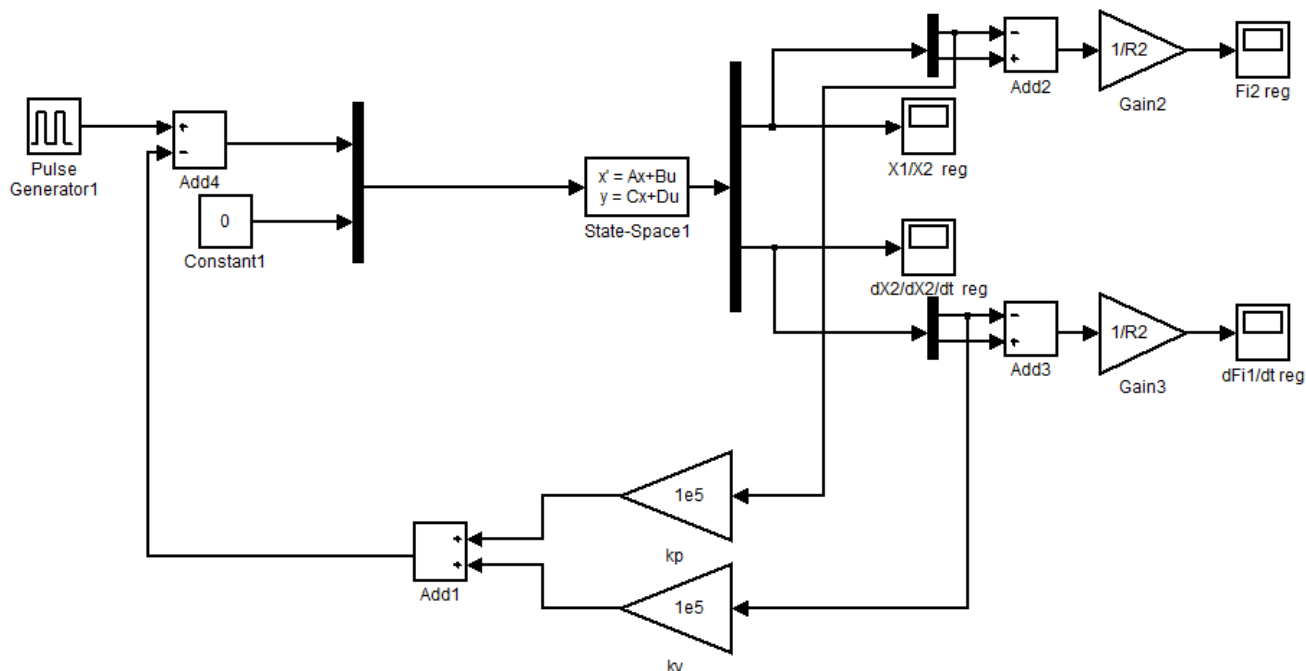 Pulse
Generator1
+
−
Add4
0
Constant1
x' = Ax+Bu
y = Cx+Du
State-Space1
−
+
Add2
1/R2
Gain2
Fi2 reg
X1/X2 reg
dX2/dX2/dt reg
−
+
Add3
1/R2
Gain3
dFi1/dt reg
1e5
kp
+
+
Add1
1e5
kv